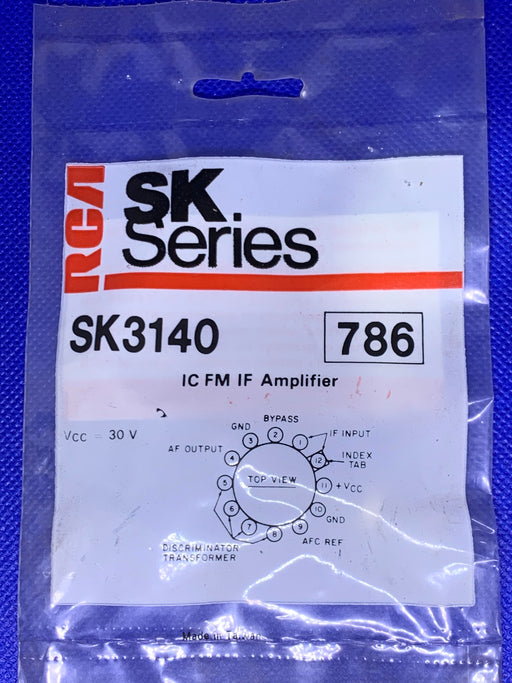 RCA
SK
Series
SK3140
786
IC FM IF Amplifier
VCC = 30 V
BYPASS
GND
IF INPUT
AF OUTPUT
INDEX
TAB
TOP VIEW
+VCC
GND
AFC REF
DISCRIMINATOR
TRANSFORMER
1
2
3
4
5
6
7
8
9
10
11
12
Made in Taiwan